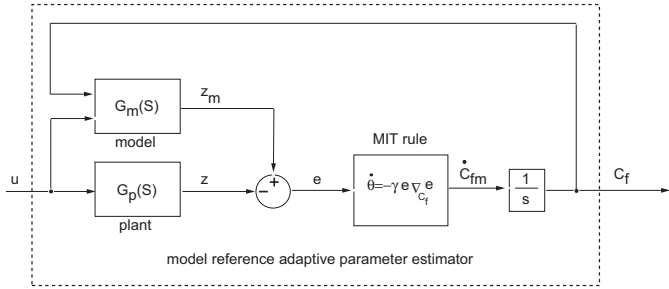 G_m(S)
z_m
model
MIT rule
u
G_p(S)
z
plant
+
−
e
θ̇=−γ e ∇_{C_f} e
Ċ_fm
1
s
C_f
model reference adaptive parameter estimator